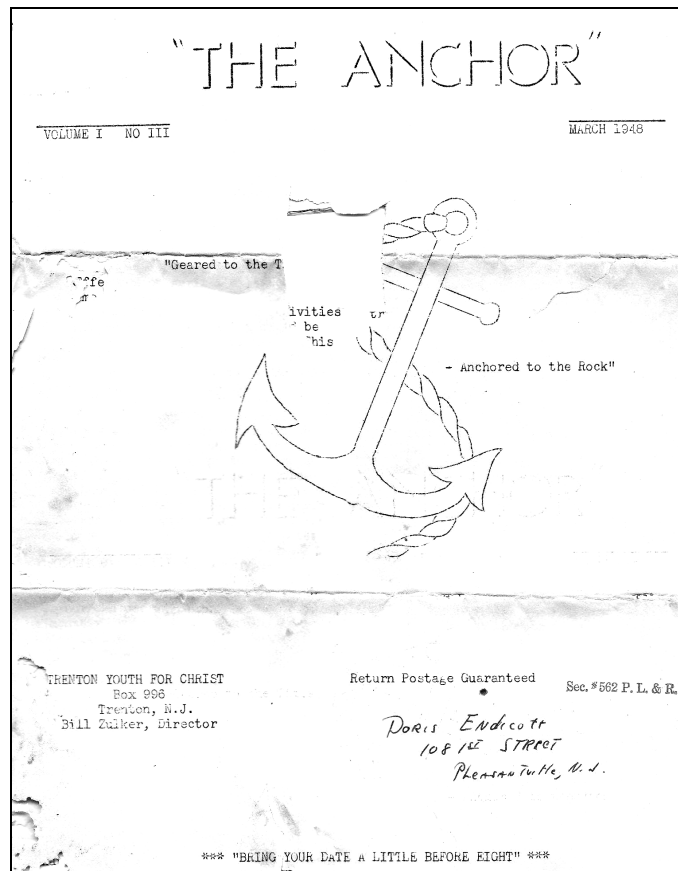 "THE ANCHOR"
VOLUME I NO III
MARCH 1948
"Geared to the T
ivities
be
his
- Anchored to the Rock"
TRENTON YOUTH FOR CHRIST
Box 996
Trenton, N.J.
Bill Zulker, Director
Return Postage Guaranteed
Sec. #562 P. L. & R.
DORIS ENDICOTT
108 1ST STREET
PLEASANTVILLE, N.J.
*** "BRING YOUR DATE A LITTLE BEFORE EIGHT" ***